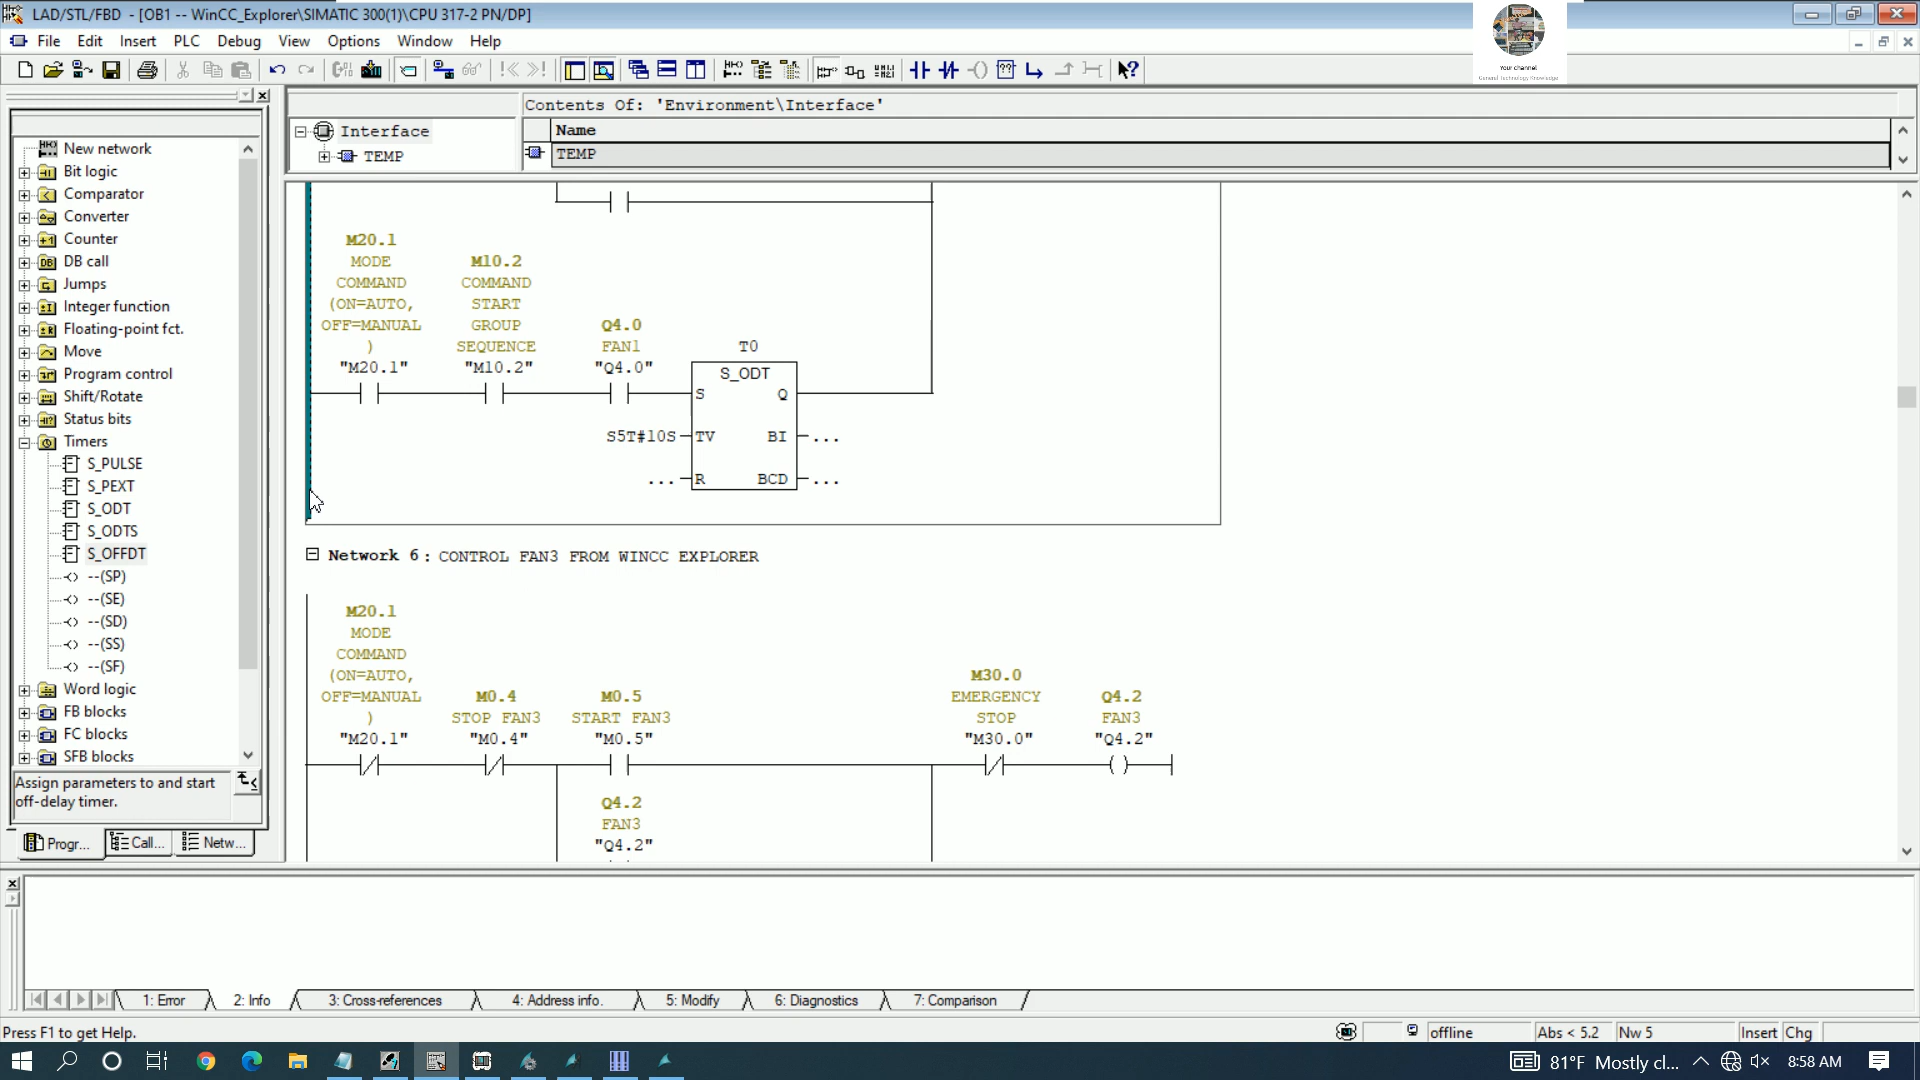 LAD/STL/FBD - [OB1 -- WinCC_Explorer\SIMATIC 300(1)\CPU 317-2 PN/DP]
File Edit Insert PLC Debug View Options Window Help
Your channel
General Technology Knowledge
Contents Of: 'Environment\Interface'
Interface
TEMP
Name
TEMP
New network
Bit logic
Comparator
Converter
Counter
DB call
Jumps
Integer function
Floating-point fct.
Move
Program control
Shift/Rotate
Status bits
Timers
S_PULSE
S_PEXT
S_ODT
S_ODTS
S_OFFDT
--(SP)
--(SE)
--(SD)
--(SS)
--(SF)
Word logic
FB blocks
FC blocks
SFB blocks
Assign parameters to and start
off-delay timer.
Progr... Call... Netw...
M20.1
MODE
COMMAND
(ON=AUTO,
OFF=MANUAL
)
"M20.1"
M10.2
COMMAND
START
GROUP
SEQUENCE
"M10.2"
Q4.0
FAN1
"Q4.0"
T0
S_ODT
S Q
S5T#10S TV BI ...
... R BCD ...
Network 6 : CONTROL FAN3 FROM WINCC EXPLORER
M20.1
MODE
COMMAND
(ON=AUTO,
OFF=MANUAL
)
"M20.1"
M0.4
STOP FAN3
"M0.4"
M0.5
START FAN3
"M0.5"
M30.0
EMERGENCY
STOP
"M30.0"
Q4.2
FAN3
"Q4.2"
Q4.2
FAN3
"Q4.2"
1: Error 2: Info 3: Cross-references 4: Address info. 5: Modify 6: Diagnostics 7: Comparison
Press F1 to get Help.
offline Abs < 5.2 Nw 5 Insert Chg
81°F Mostly cl... 8:58 AM